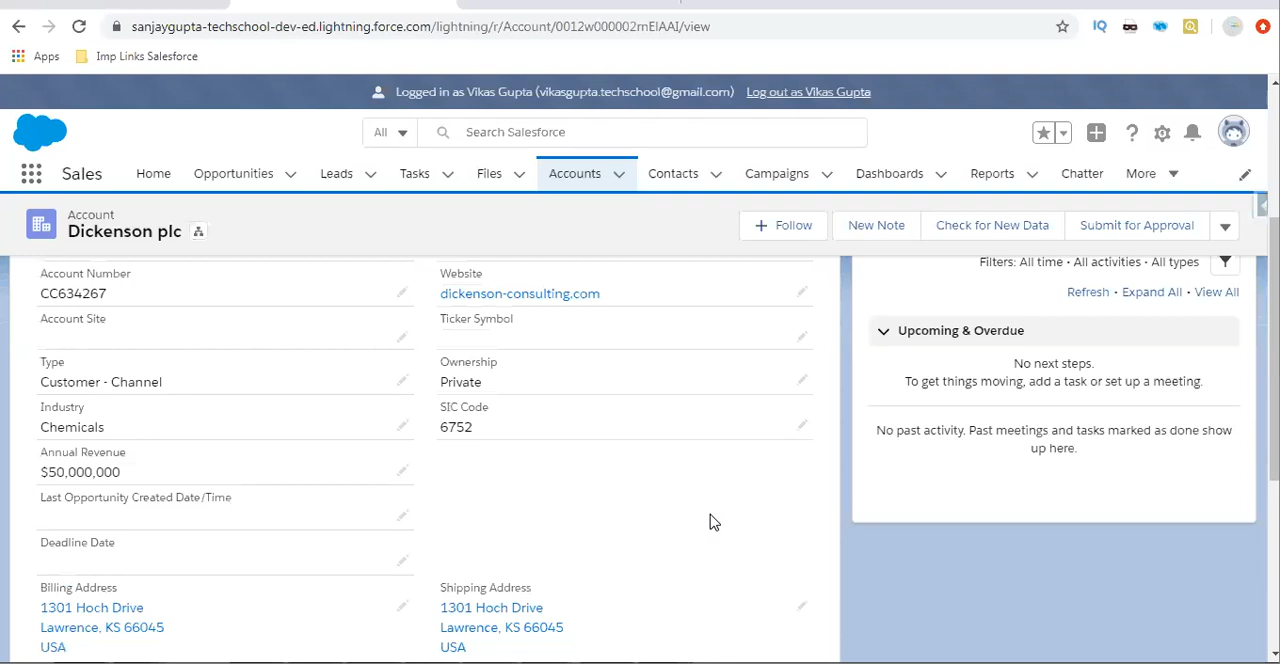 sanjaygupta-techschool-dev-ed.lightning.force.com/lightning/r/Account/0012w000002mEIAAI/view
Apps Imp Links Salesforce
Logged in as Vikas Gupta (vikasgupta.techschool@gmail.com) Log out as Vikas Gupta
All Search Salesforce
Sales Home Opportunities Leads Tasks Files Accounts Contacts Campaigns Dashboards Reports Chatter More
Account
Dickenson plc
+ Follow New Note Check for New Data Submit for Approval
Filters: All time • All activities • All types
Refresh • Expand All • View All
Account Number
CC634267
Website
dickenson-consulting.com
Account Site
Ticker Symbol
Type
Customer - Channel
Ownership
Private
Industry
Chemicals
SIC Code
6752
Annual Revenue
$50,000,000
Last Opportunity Created Date/Time
Deadline Date
Billing Address
1301 Hoch Drive
Lawrence, KS 66045
USA
Shipping Address
1301 Hoch Drive
Lawrence, KS 66045
USA
Upcoming & Overdue
No next steps.
To get things moving, add a task or set up a meeting.
No past activity. Past meetings and tasks marked as done show
up here.